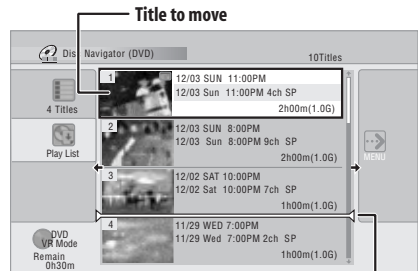 Title to move
Disc Navigator (DVD)
10Titles
4 Titles
Play List
DVD
VR Mode
Remain
0h30m
1
12/03 SUN 11:00PM
12/03 Sun 11:00PM 4ch SP
2h00m(1.0G)
2
12/03 SUN 8:00PM
12/03 Sun 8:00PM 9ch SP
2h00m(1.0G)
3
12/02 SAT 10:00PM
12/02 Sat 10:00PM 7ch SP
1h00m(1.0G)
4
11/29 WED 7:00PM
11/29 Wed 7:00PM 2ch SP
1h00m(1.0G)
MENU